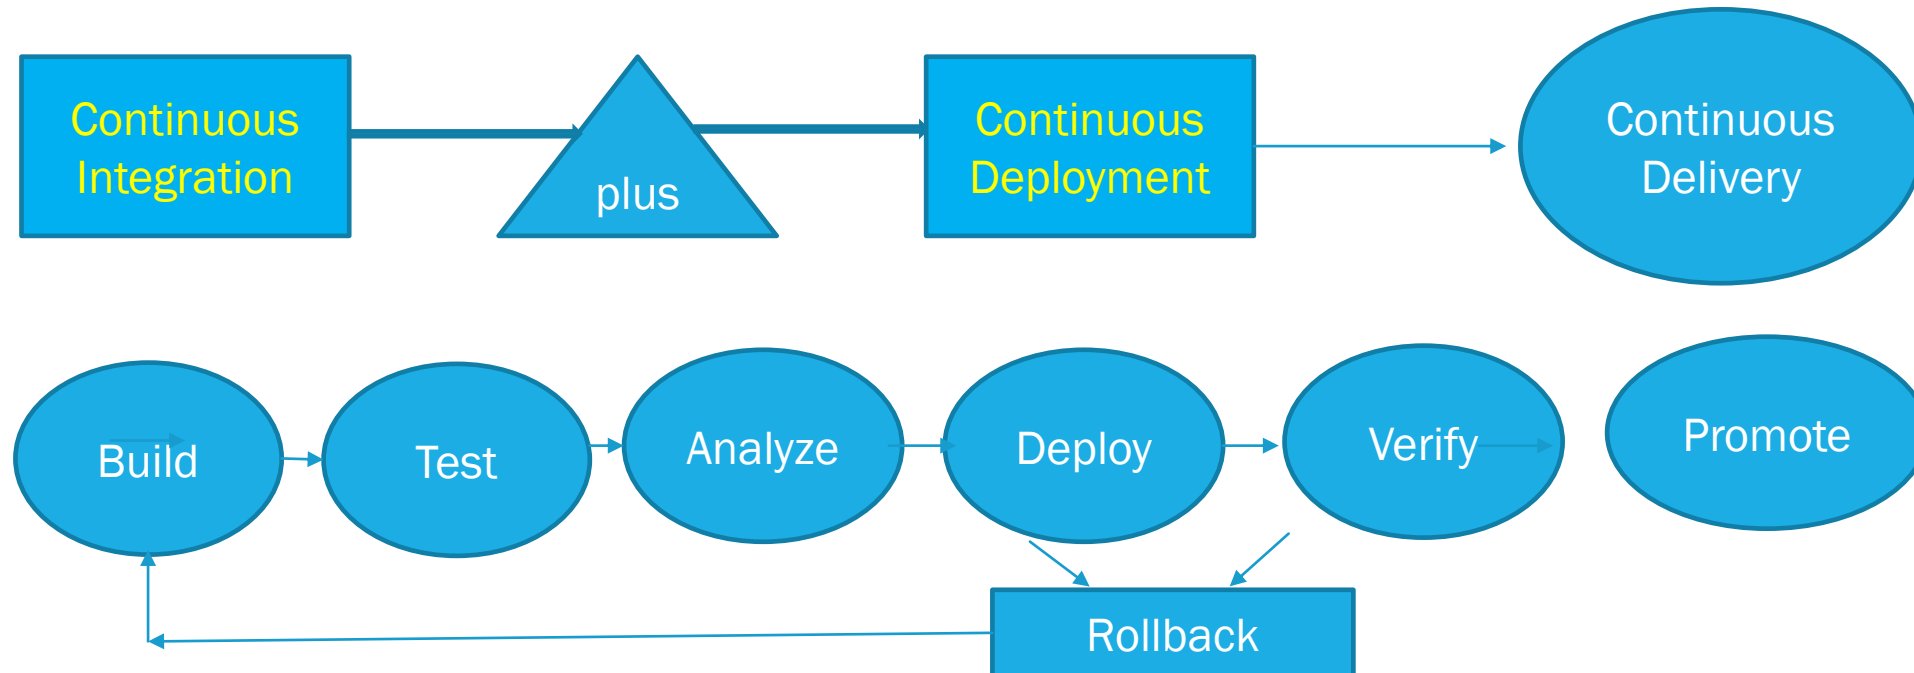 Continuous
Integration
plus
Continuous
Deployment
Continuous
Delivery
Build
Test
Analyze
Deploy
Verify
Promote
Rollback